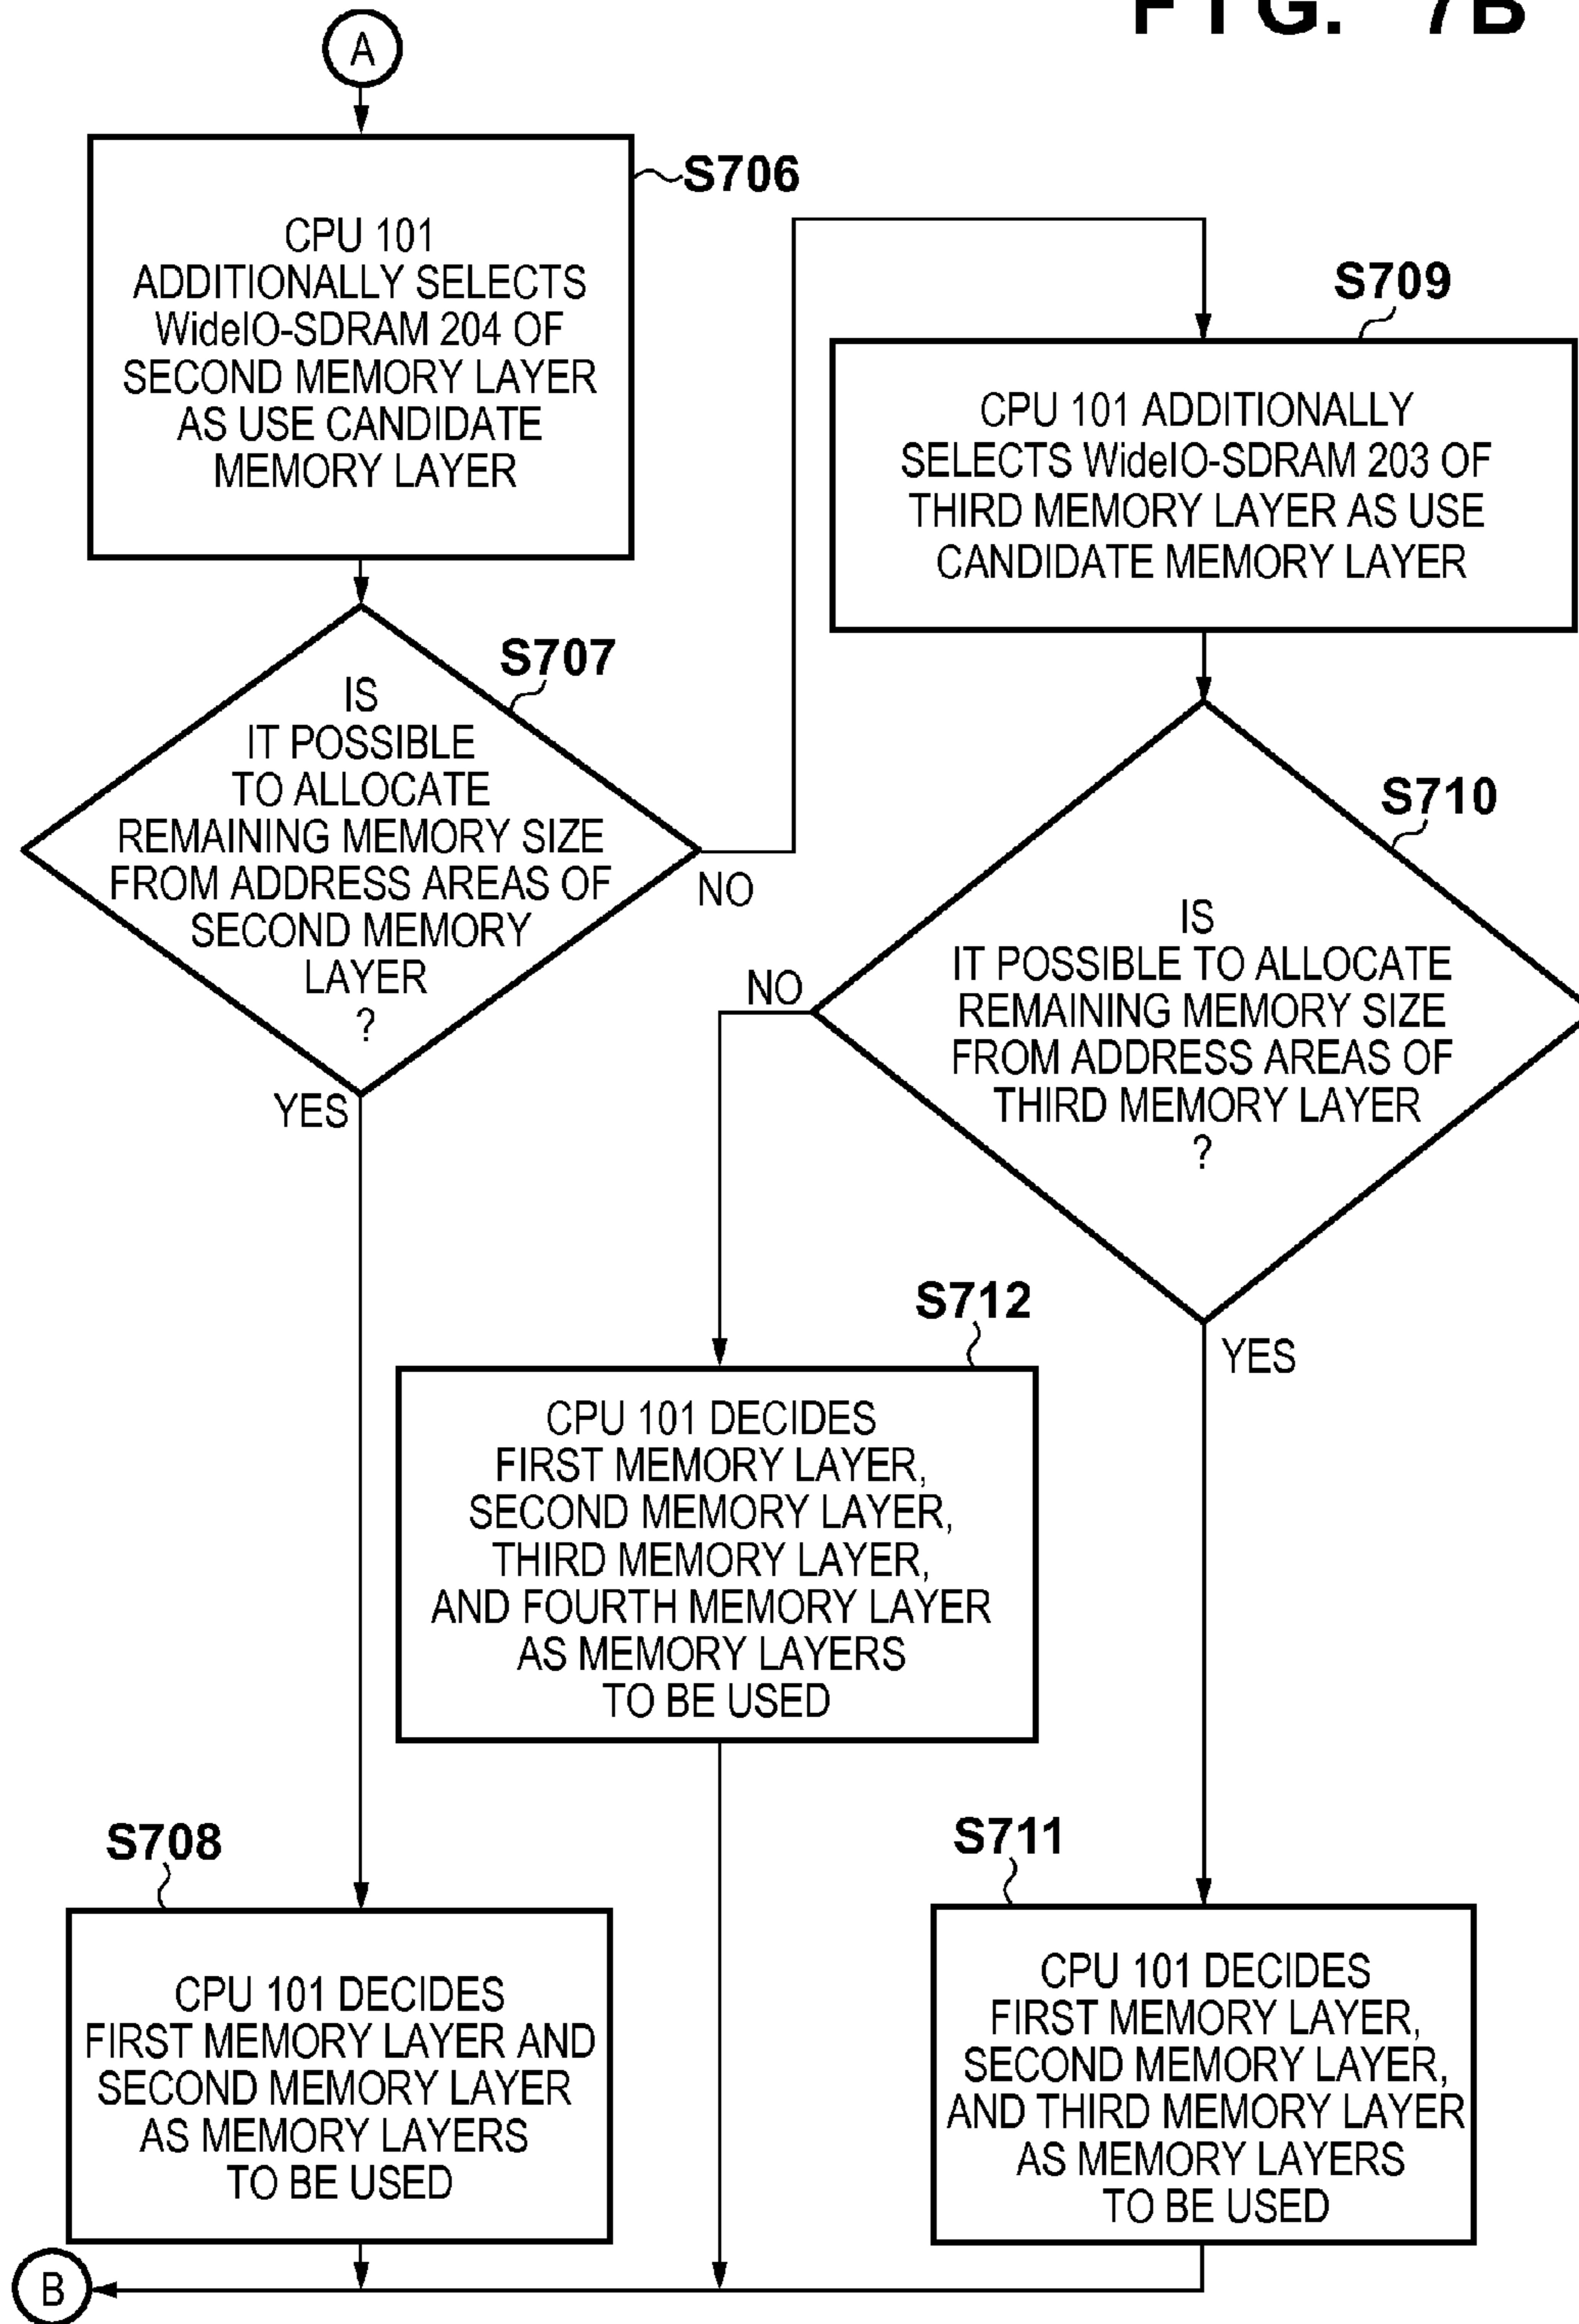 FIG. 7B
A
S706
CPU 101
ADDITIONALLY SELECTS
WideIO-SDRAM 204 OF
SECOND MEMORY LAYER
AS USE CANDIDATE
MEMORY LAYER
S707
IS
IT POSSIBLE
TO ALLOCATE
REMAINING MEMORY SIZE
FROM ADDRESS AREAS OF
SECOND MEMORY
LAYER
?
NO
YES
S709
CPU 101 ADDITIONALLY
SELECTS WideIO-SDRAM 203 OF
THIRD MEMORY LAYER AS USE
CANDIDATE MEMORY LAYER
S710
IS
IT POSSIBLE TO ALLOCATE
REMAINING MEMORY SIZE
FROM ADDRESS AREAS OF
THIRD MEMORY LAYER
?
NO
YES
S712
CPU 101 DECIDES
FIRST MEMORY LAYER,
SECOND MEMORY LAYER,
THIRD MEMORY LAYER,
AND FOURTH MEMORY LAYER
AS MEMORY LAYERS
TO BE USED
S708
CPU 101 DECIDES
FIRST MEMORY LAYER AND
SECOND MEMORY LAYER
AS MEMORY LAYERS
TO BE USED
S711
CPU 101 DECIDES
FIRST MEMORY LAYER,
SECOND MEMORY LAYER,
AND THIRD MEMORY LAYER
AS MEMORY LAYERS
TO BE USED
B